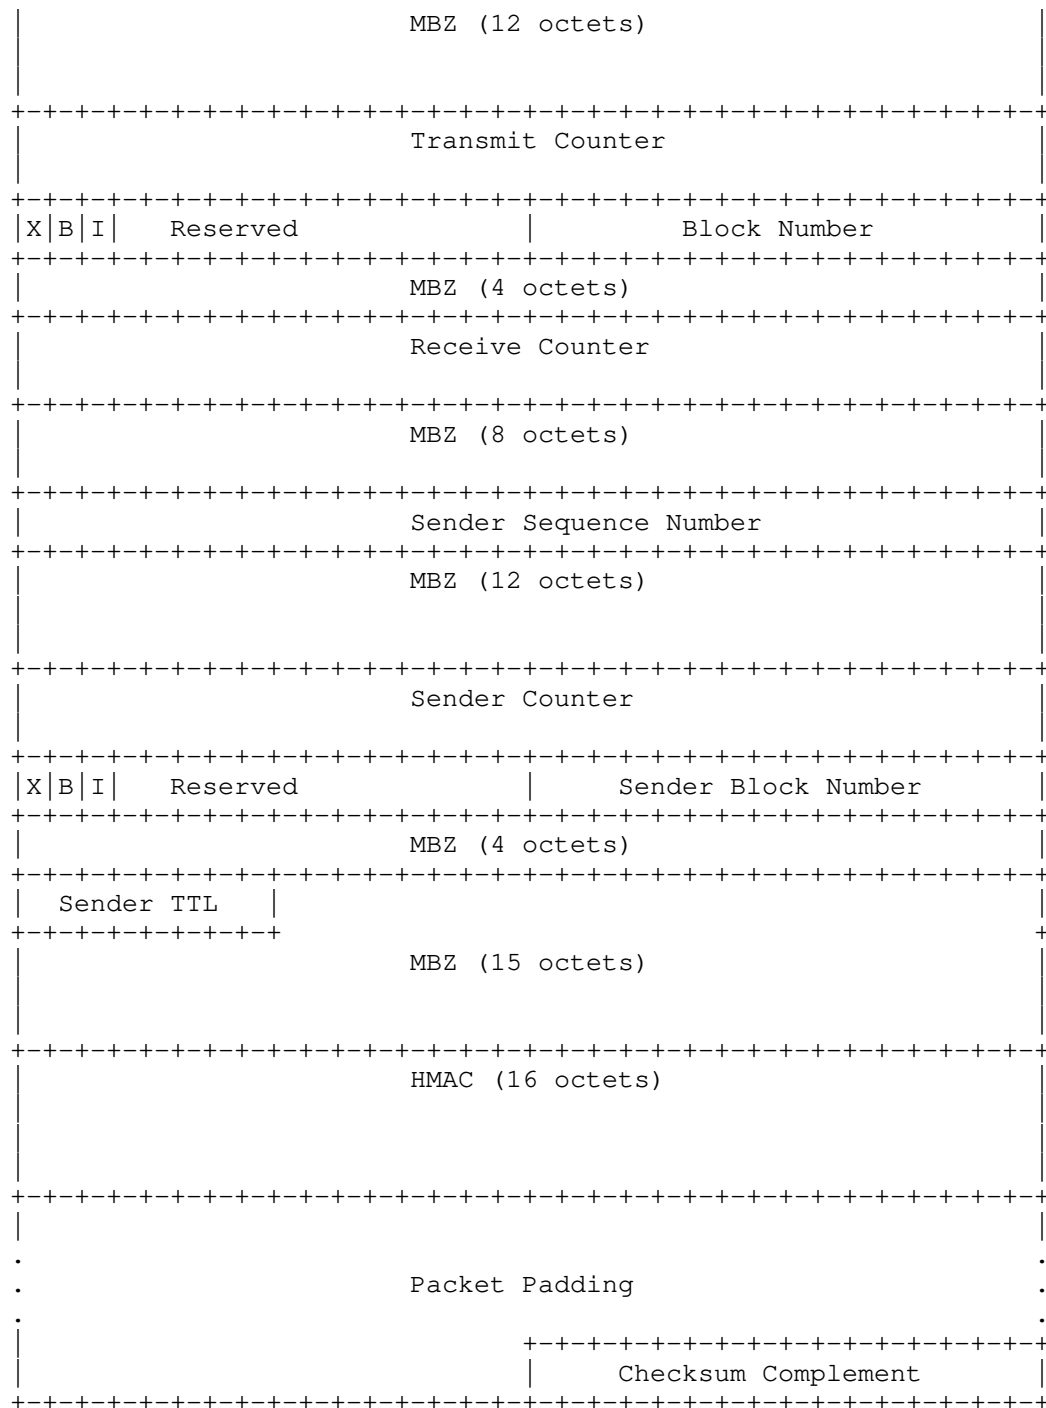 |                         MBZ (12 octets)                         |
|                                                                 |
|                                                                 |
+-+-+-+-+-+-+-+-+-+-+-+-+-+-+-+-+-+-+-+-+-+-+-+-+-+-+-+-+-+-+-+-+
|                        Transmit Counter                         |
|                                                                 |
+-+-+-+-+-+-+-+-+-+-+-+-+-+-+-+-+-+-+-+-+-+-+-+-+-+-+-+-+-+-+-+-+
|X|B|I|   Reserved              |         Block Number          |
+-+-+-+-+-+-+-+-+-+-+-+-+-+-+-+-+-+-+-+-+-+-+-+-+-+-+-+-+-+-+-+-+
|                        MBZ (4 octets)                         |
+-+-+-+-+-+-+-+-+-+-+-+-+-+-+-+-+-+-+-+-+-+-+-+-+-+-+-+-+-+-+-+-+
|                        Receive Counter                        |
|                                                               |
+-+-+-+-+-+-+-+-+-+-+-+-+-+-+-+-+-+-+-+-+-+-+-+-+-+-+-+-+-+-+-+-+
|                        MBZ (8 octets)                         |
|                                                               |
+-+-+-+-+-+-+-+-+-+-+-+-+-+-+-+-+-+-+-+-+-+-+-+-+-+-+-+-+-+-+-+-+
|                        Sender Sequence Number                 |
+-+-+-+-+-+-+-+-+-+-+-+-+-+-+-+-+-+-+-+-+-+-+-+-+-+-+-+-+-+-+-+-+
|                        MBZ (12 octets)                        |
|                                                               |
|                                                               |
+-+-+-+-+-+-+-+-+-+-+-+-+-+-+-+-+-+-+-+-+-+-+-+-+-+-+-+-+-+-+-+-+
|                        Sender Counter                         |
|                                                               |
+-+-+-+-+-+-+-+-+-+-+-+-+-+-+-+-+-+-+-+-+-+-+-+-+-+-+-+-+-+-+-+-+
|X|B|I|   Reserved              |     Sender Block Number       |
+-+-+-+-+-+-+-+-+-+-+-+-+-+-+-+-+-+-+-+-+-+-+-+-+-+-+-+-+-+-+-+-+
|                        MBZ (4 octets)                         |
+-+-+-+-+-+-+-+-+-+-+-+-+-+-+-+-+-+-+-+-+-+-+-+-+-+-+-+-+-+-+-+-+
|  Sender TTL   |                                               |
+-+-+-+-+-+-+-+-+                                               +
|                        MBZ (15 octets)                        |
|                                                               |
|                                                               |
+-+-+-+-+-+-+-+-+-+-+-+-+-+-+-+-+-+-+-+-+-+-+-+-+-+-+-+-+-+-+-+-+
|                        HMAC (16 octets)                       |
|                                                               |
|                                                               |
|                                                               |
+-+-+-+-+-+-+-+-+-+-+-+-+-+-+-+-+-+-+-+-+-+-+-+-+-+-+-+-+-+-+-+-+
|                                                               |
.                                                               .
.                        Packet Padding                         .
.                                                               .
|                               +-+-+-+-+-+-+-+-+-+-+-+-+-+-+-+-+
|                               |     Checksum Complement       |
+-+-+-+-+-+-+-+-+-+-+-+-+-+-+-+-+-+-+-+-+-+-+-+-+-+-+-+-+-+-+-+-+